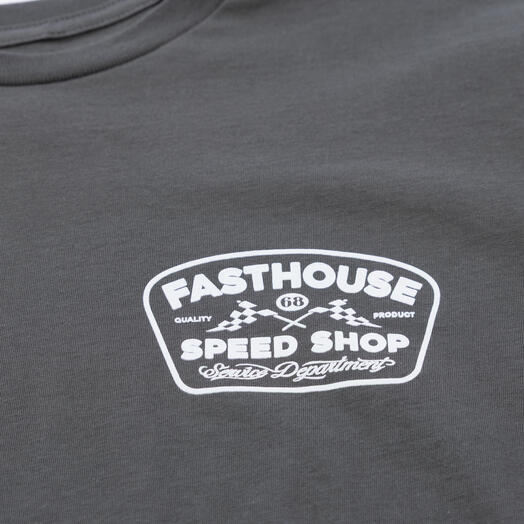 FASTHOUSE
68
QUALITY PRODUCT
SPEED SHOP
Service Department